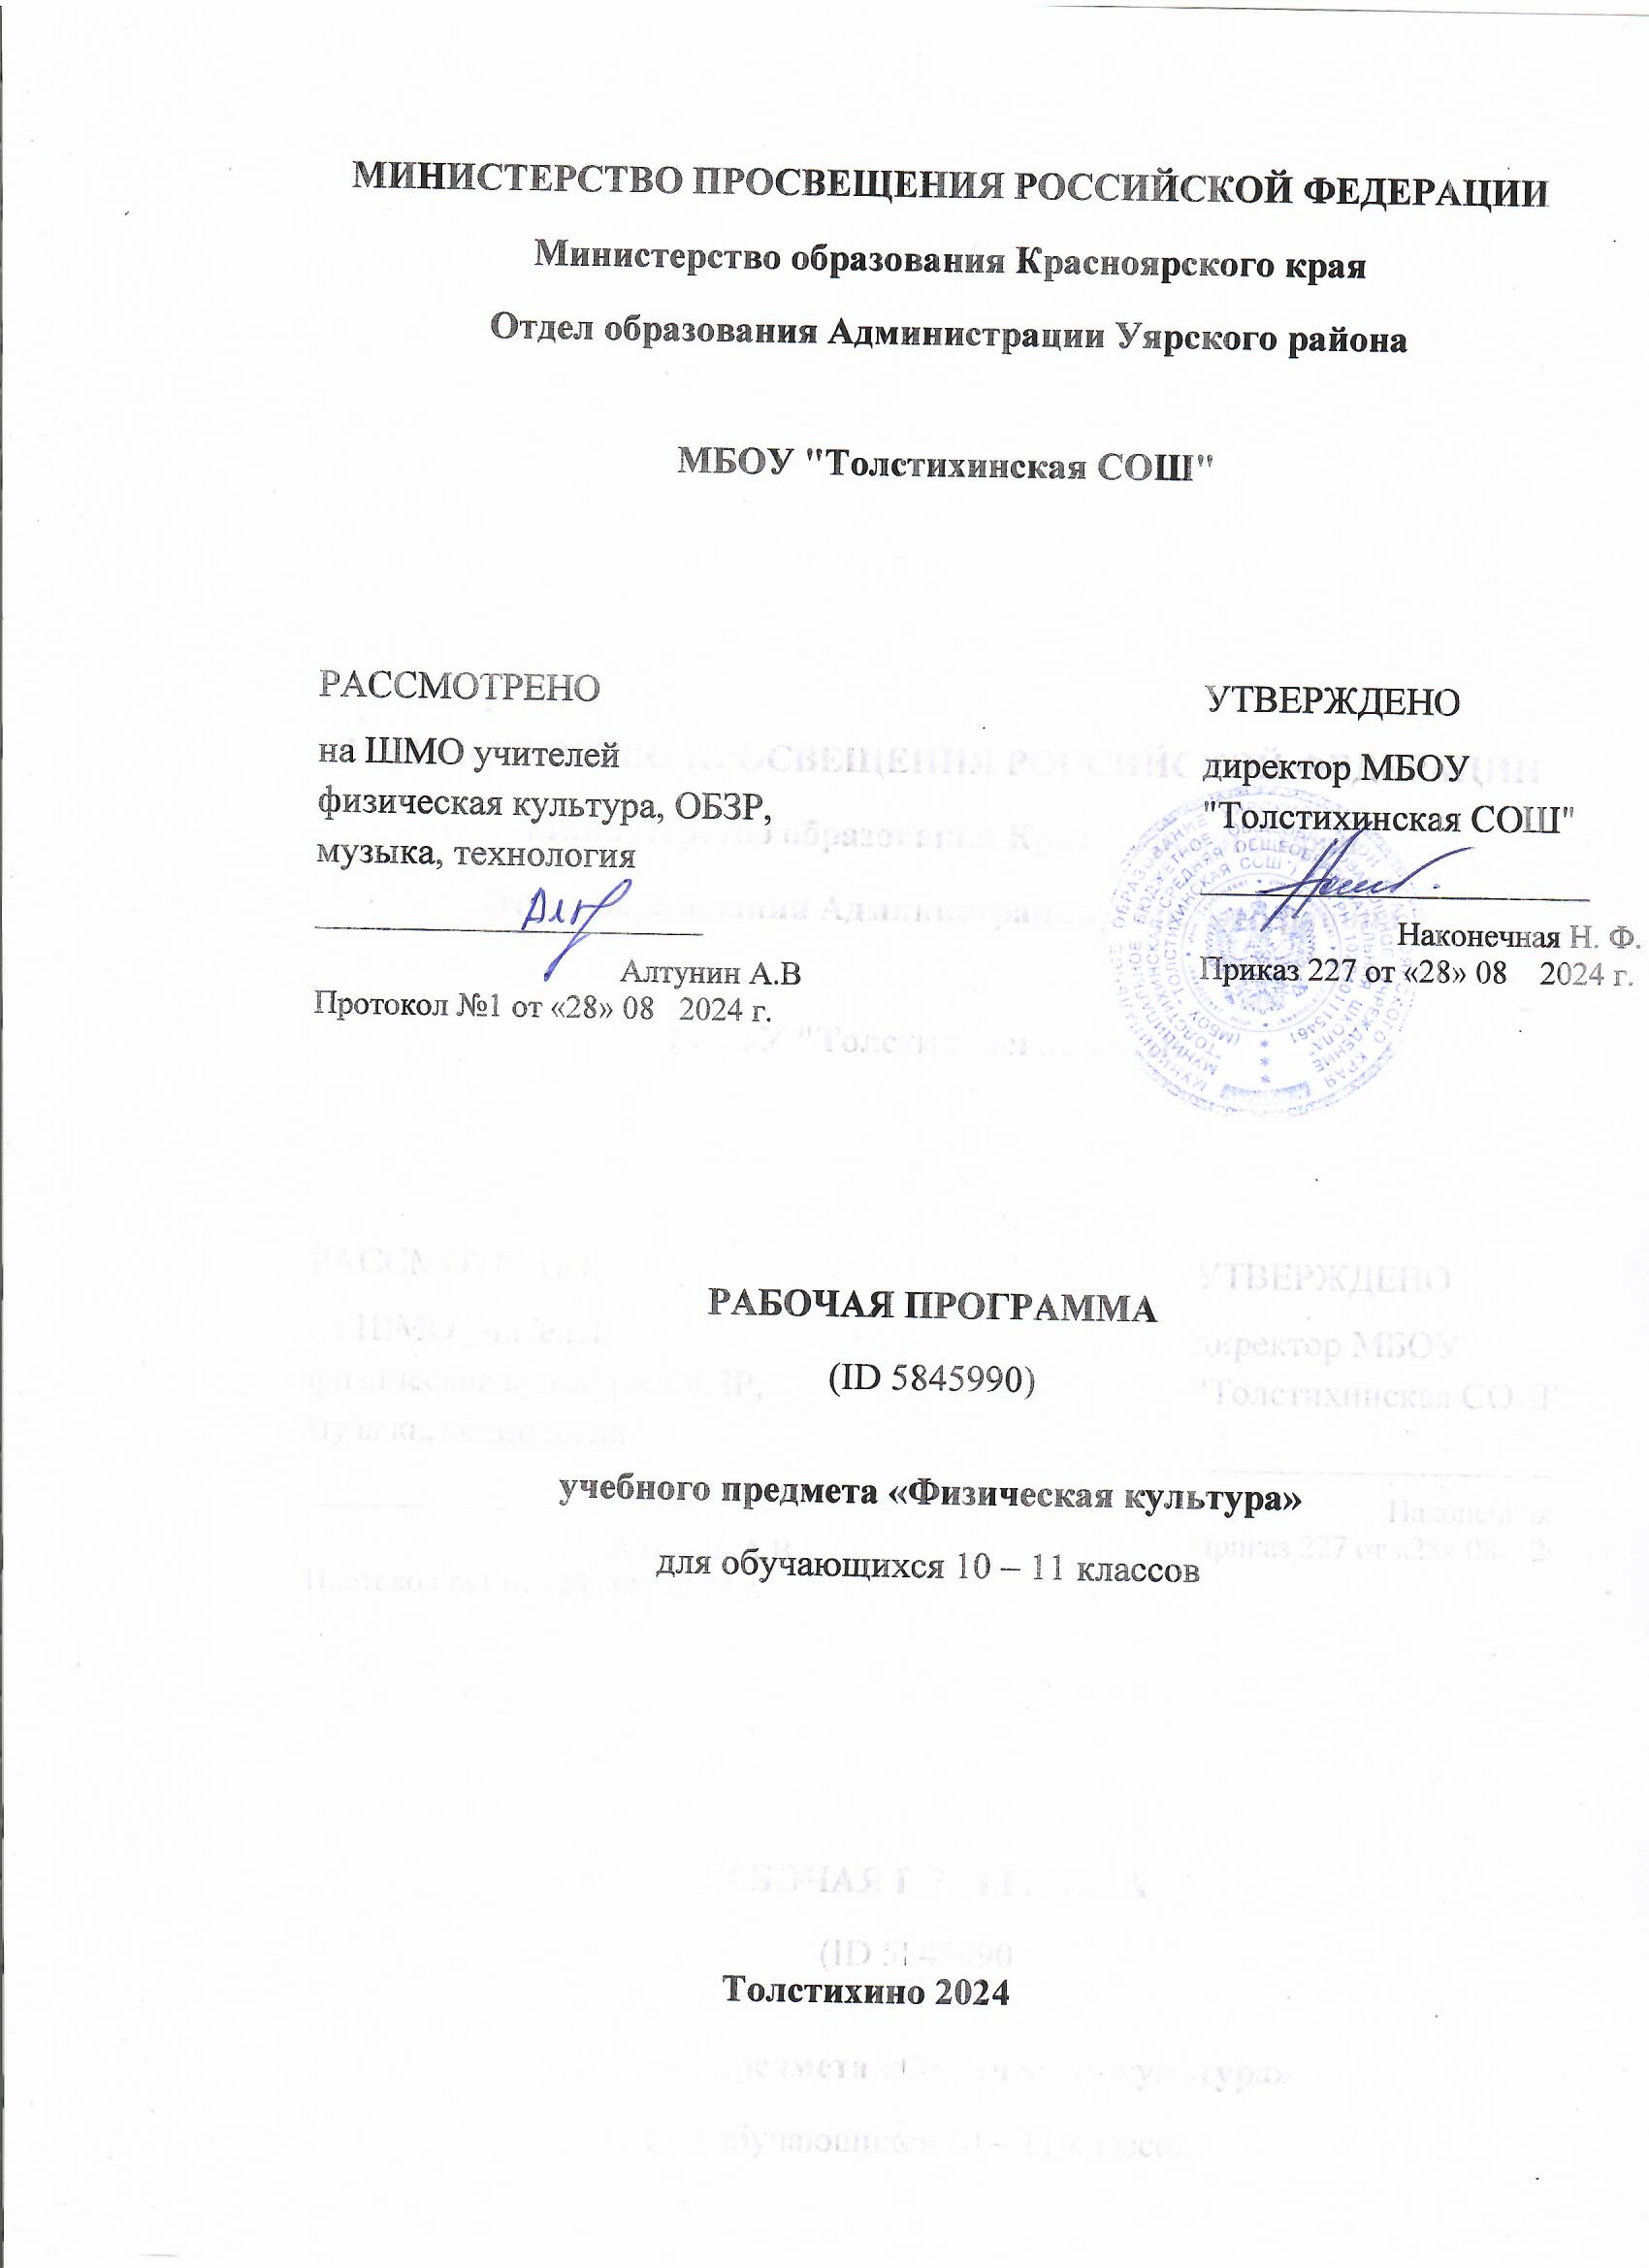 МИНИСТЕРСТВО ПРОСВЕЩЕНИЯ РОССИЙСКОЙ ФЕДЕРАЦИИ
Министерство образования Красноярского края
Отдел образования Администрации Уярского района
МБОУ "Толстихинская СОШ"
РАССМОТРЕНО
на ШМО учителей
физическая культура, ОБЗР,
музыка, технология
Алтунин А.В
Протокол №1 от «28» 08 2024 г.
УТВЕРЖДЕНО
директор МБОУ
"Толстихинская СОШ"
Наконечная Н. Ф.
Приказ 227 от «28» 08 2024 г.
РАБОЧАЯ ПРОГРАММА
(ID 5845990)
учебного предмета «Физическая культура»
для обучающихся 10 – 11 классов
Толстихино 2024